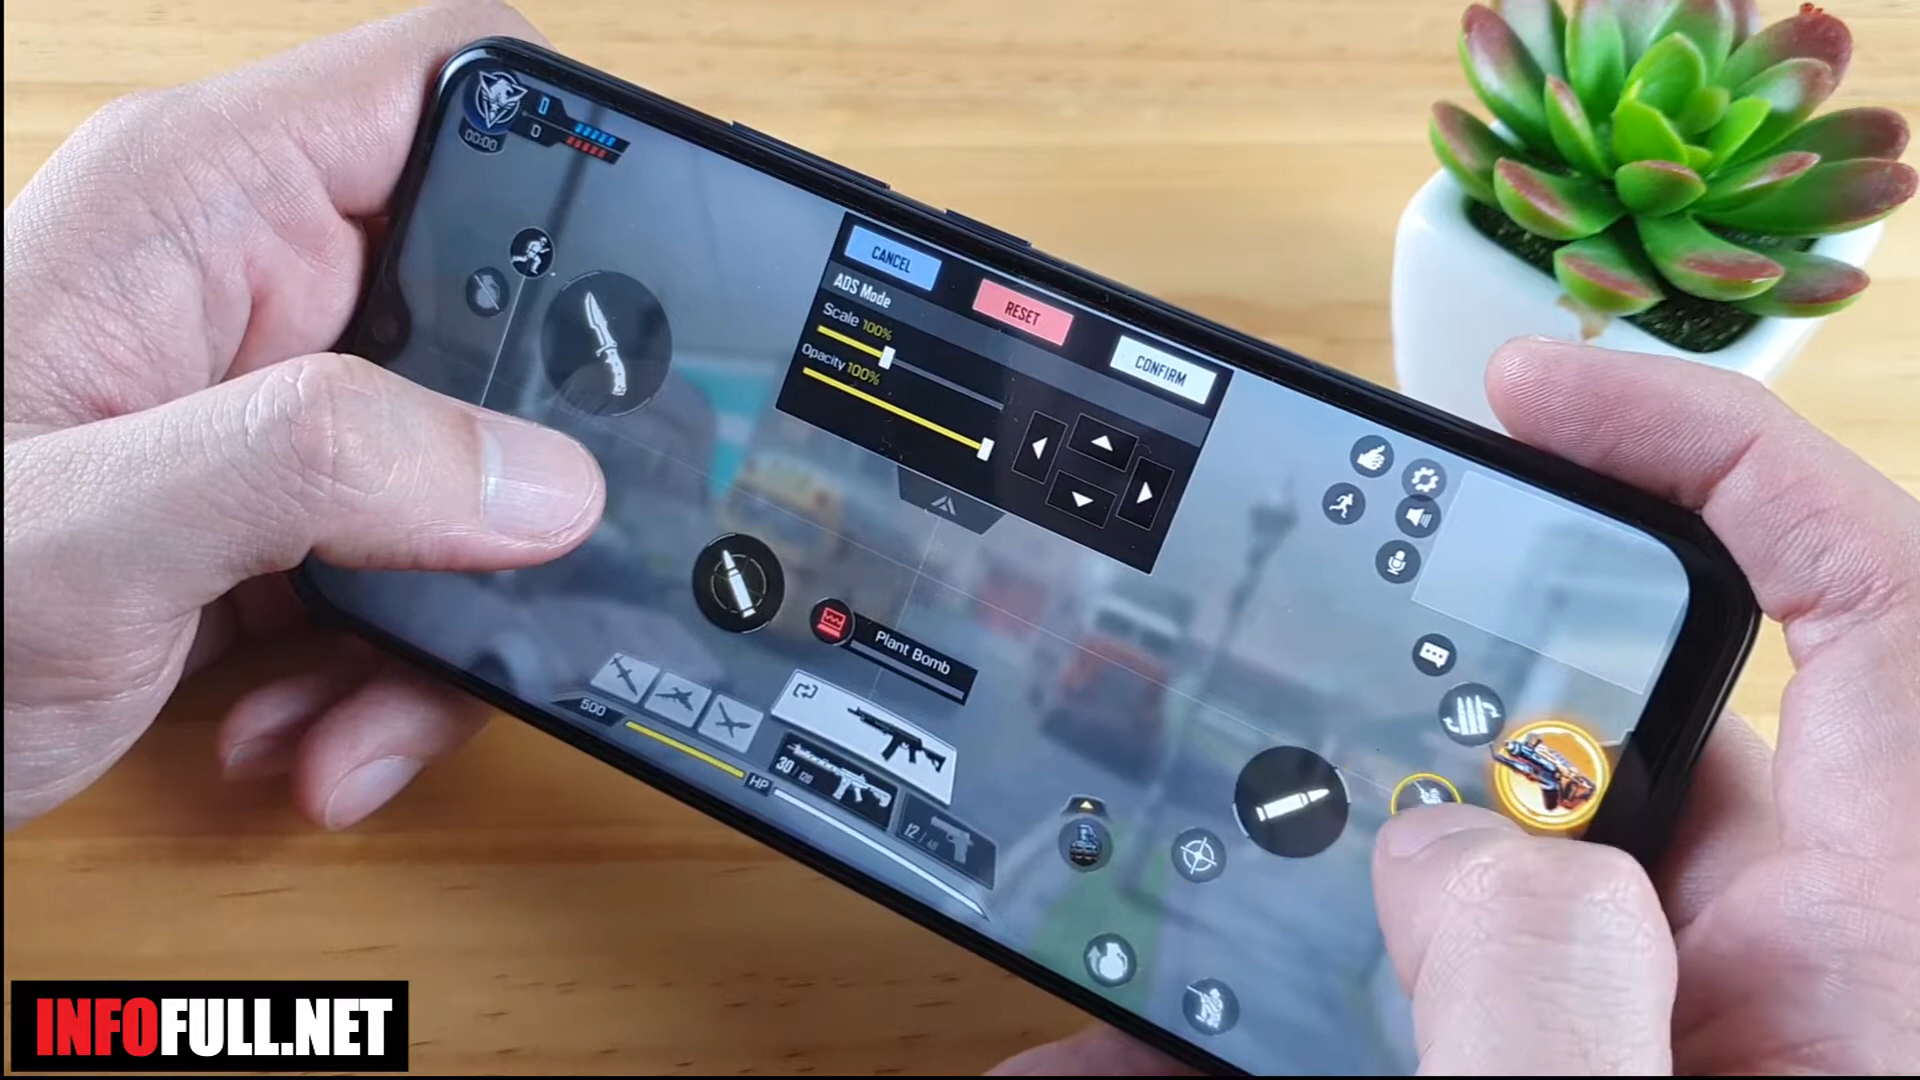 D
D
00:00
CANCEL
RESET
CONFIRM
ADS Mode
Scale 100%
Opacity 100%
Plant Bomb
500
HP
30 / 120
12 / 48
INFOFULL.NET